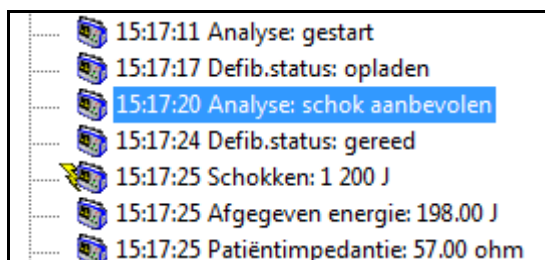 15:17:11 Analyse: gestart
15:17:17 Defib.status: opladen
15:17:20 Analyse: schok aanbevolen
15:17:24 Defib.status: gereed
15:17:25 Schokken: 1 200 J
15:17:25 Afgegeven energie: 198.00 J
15:17:25 Patiëntimpedantie: 57.00 ohm